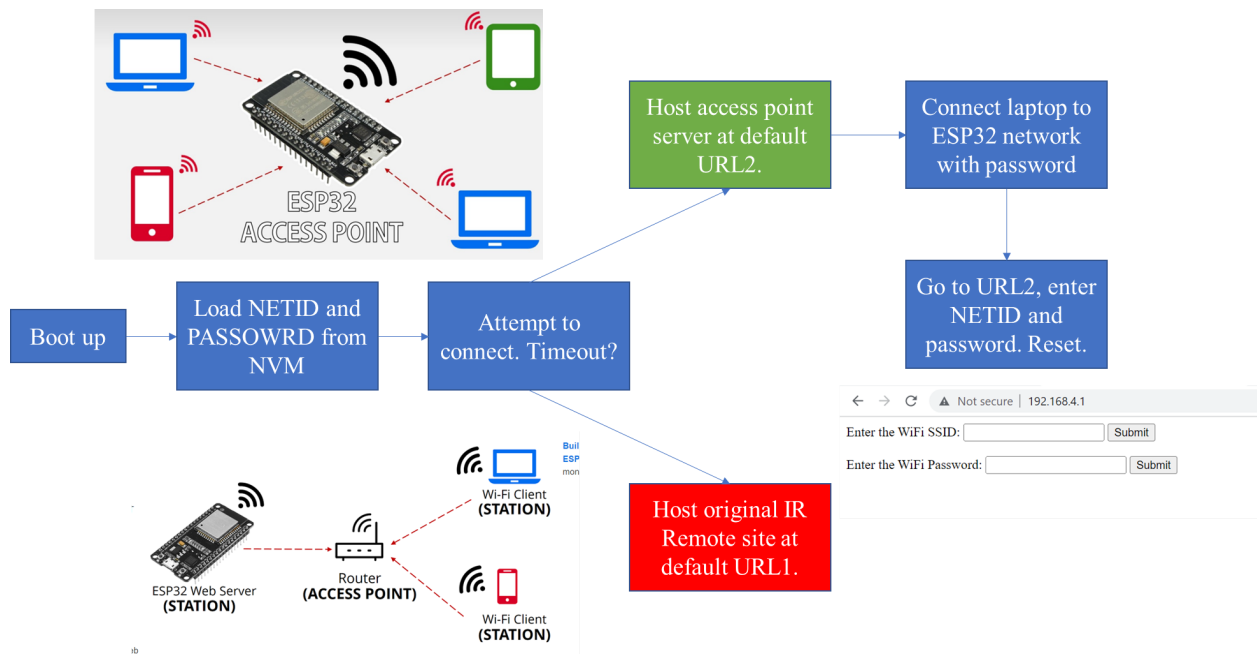 ESP32
ACCESS POINT
Host access point
server at default
URL2.
Connect laptop to
ESP32 network
with password
Boot up
Load NETID and
PASSOWRD from
NVM
Attempt to
connect. Timeout?
Go to URL2, enter
NETID and
password. Reset.
Not secure | 192.168.4.1
Enter the WiFi SSID: Submit
Enter the WiFi Password: Submit
Host original IR
Remote site at
default URL1.
Buil
ESP
mon
Wi-Fi Client
(STATION)
ESP32 Web Server
(STATION)
Router
(ACCESS POINT)
Wi-Fi Client
(STATION)